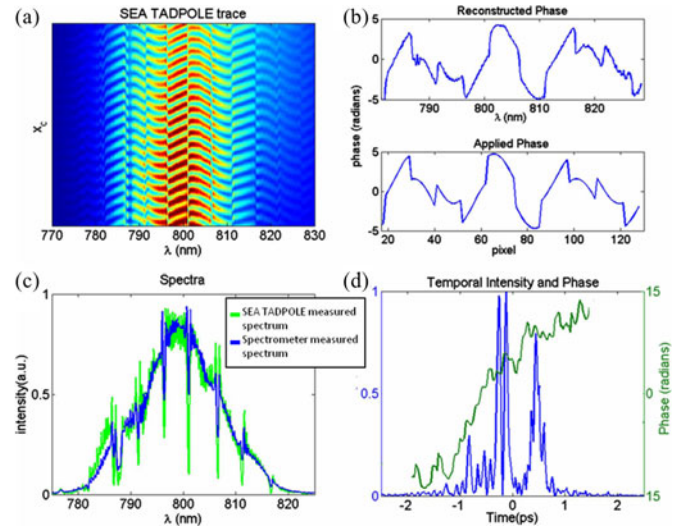 (a)
SEA TADPOLE trace
x_c
770 780 790 800 810 820 830
λ (nm)
(b)
Reconstructed Phase
5
0
-5
790 800 810 820
λ (nm)
phase (radians)
Applied Phase
5
0
-5
20 40 60 80 100 120
pixel
(c)
Spectra
SEA TADPOLE measured
spectrum
Spectrometer measured
spectrum
1
0.5
0
intensity(a.u.)
780 790 800 810 820
λ (nm)
(d)
Temporal Intensity and Phase
1
0.5
0
15
0
15
Phase (radians)
-2 -1 0 1 2
Time(ps)